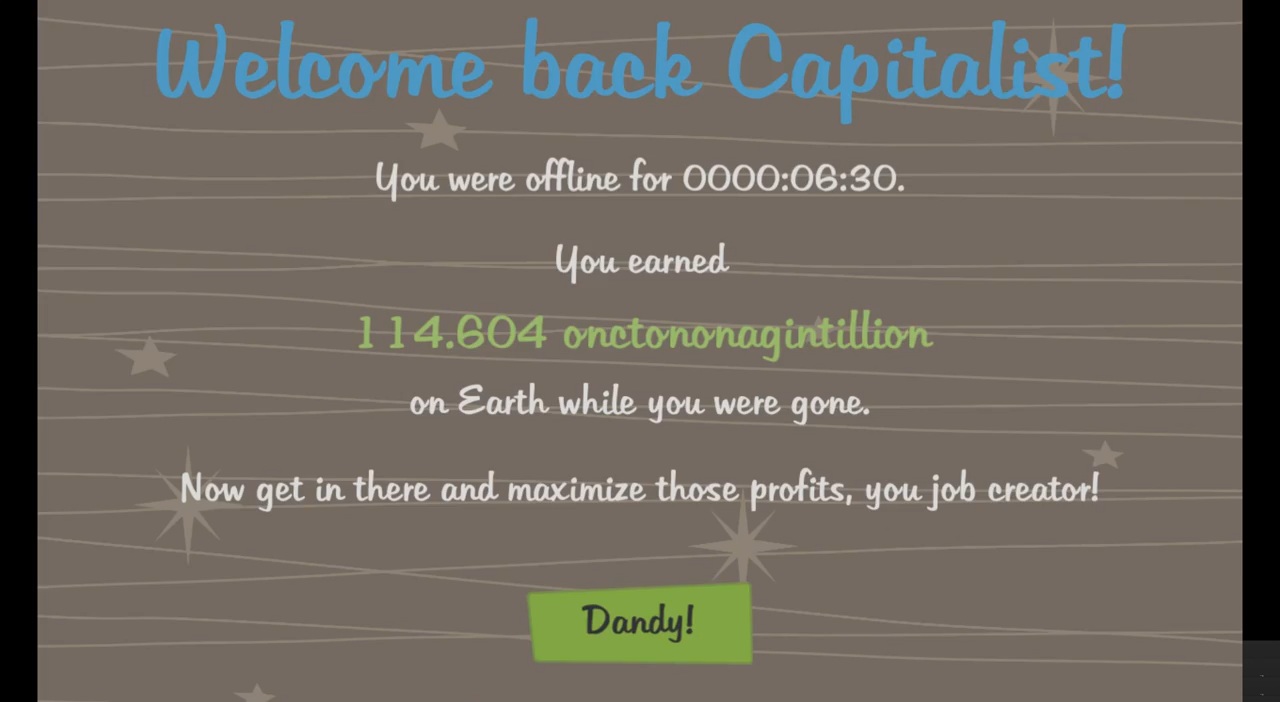 Welcome back Capitalist!
You were offline for 0000:06:30.
You earned
114.604 onctononagintillion
on Earth while you were gone.
Now get in there and maximize those profits, you job creator!
Dandy!